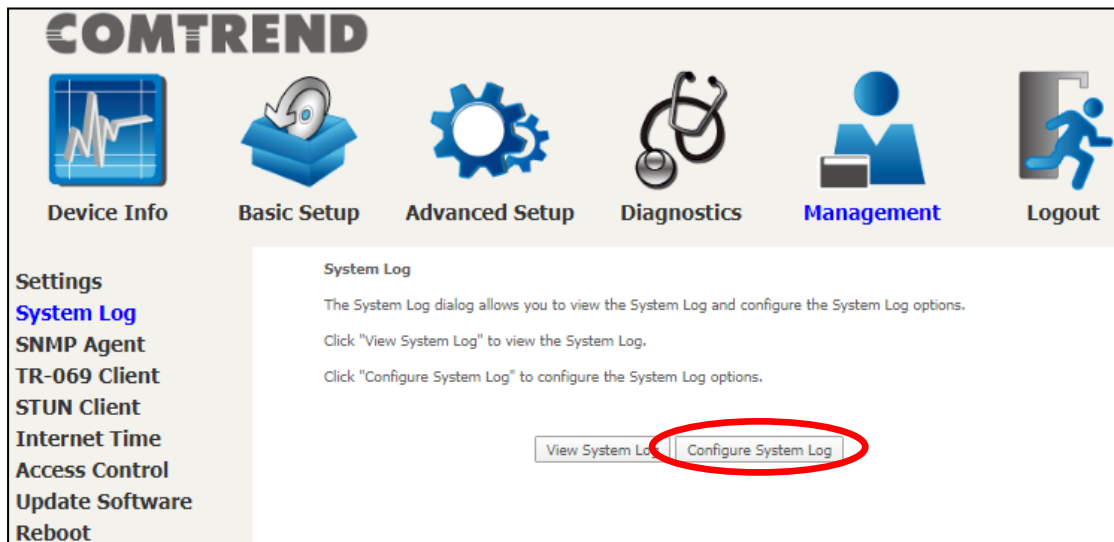 COMTREND
Device Info Basic Setup Advanced Setup Diagnostics Management Logout
Settings
System Log
SNMP Agent
TR-069 Client
STUN Client
Internet Time
Access Control
Update Software
Reboot
System Log
The System Log dialog allows you to view the System Log and configure the System Log options.
Click "View System Log" to view the System Log.
Click "Configure System Log" to configure the System Log options.
View System Log Configure System Log